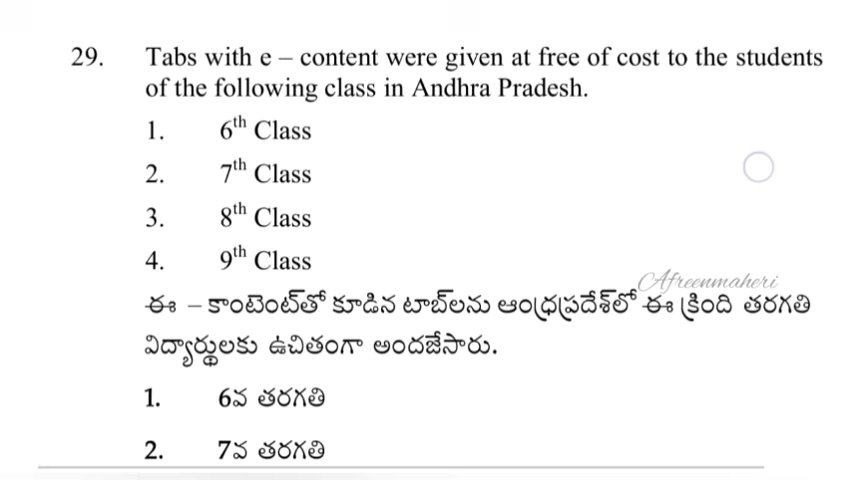 29. Tabs with e – content were given at free of cost to the students
of the following class in Andhra Pradesh.
1. 6th Class
2. 7th Class
3. 8th Class
4. 9th Class
Afreenmaheri
ఈ – కాంటెంట్‌తో కూడిన టాబ్‌లను ఆంధ్రప్రదేశ్‌లో ఈ క్రింది తరగతి
విద్యార్థులకు ఉచితంగా అందజేసారు.
1. 6వ తరగతి
2. 7వ తరగతి